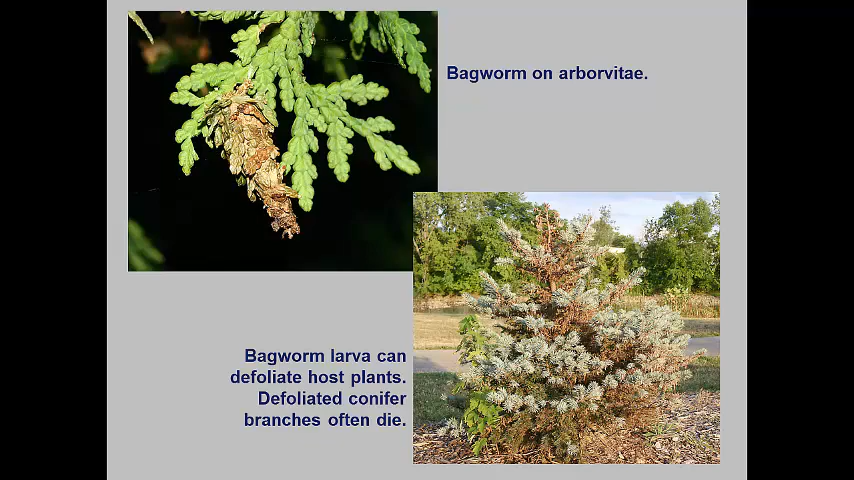 Bagworm on arborvitae.
Bagworm larva can
defoliate host plants.
Defoliated conifer
branches often die.